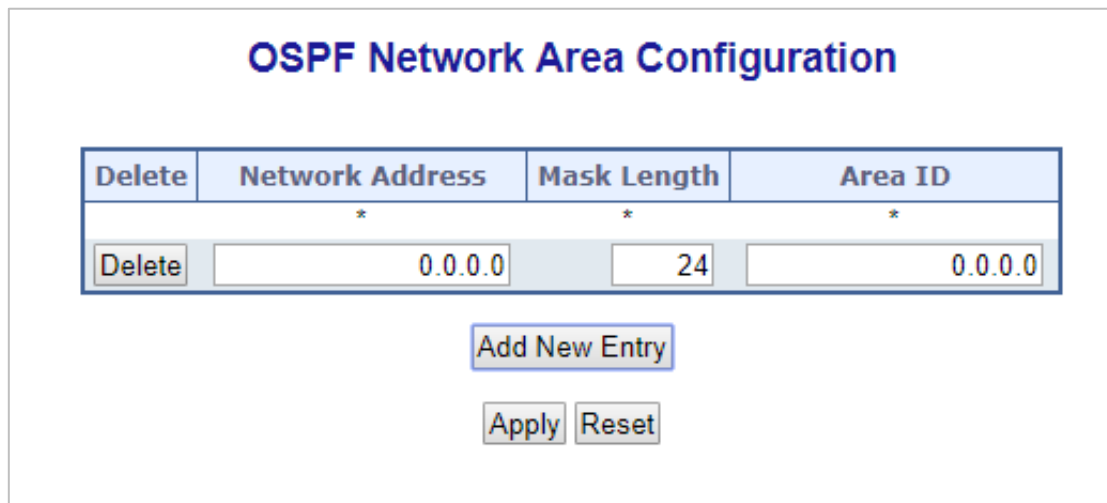 OSPF Network Area Configuration
Delete Network Address Mask Length Area ID
* * *
Delete 0.0.0.0 24 0.0.0.0
Add New Entry
Apply Reset